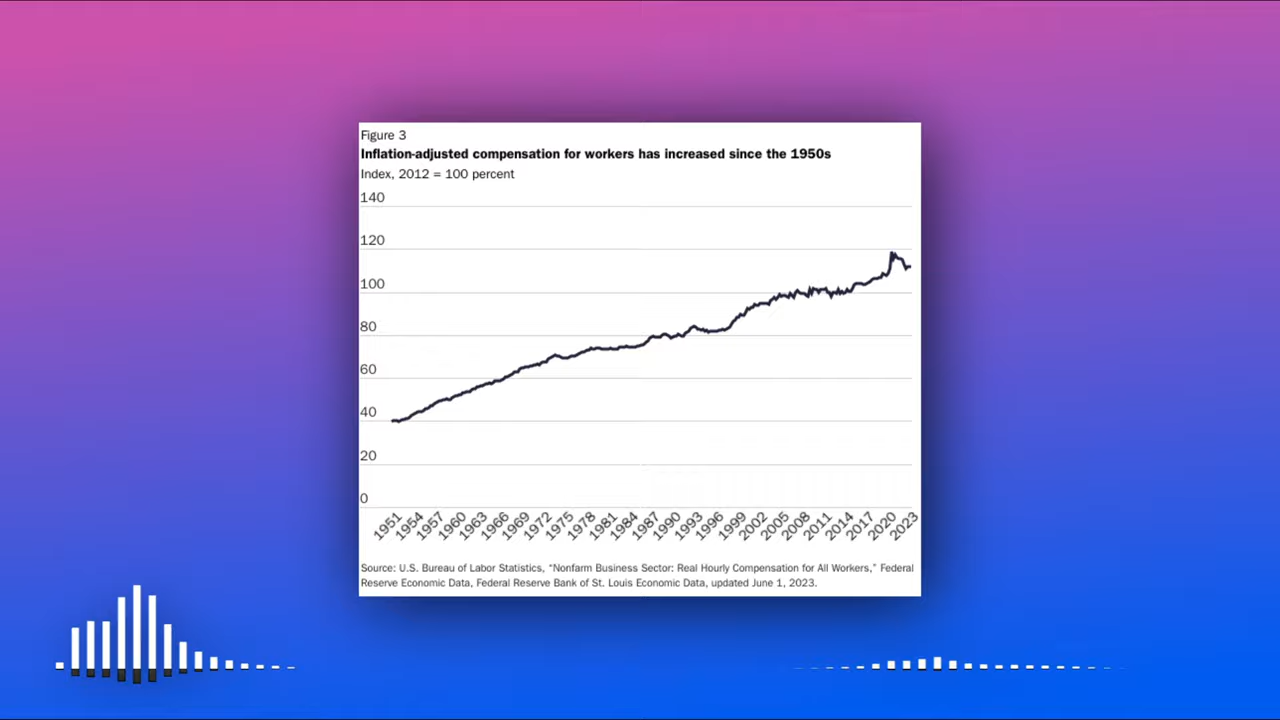 Figure 3
Inflation-adjusted compensation for workers has increased since the 1950s
Index, 2012 = 100 percent
140
120
100
80
60
40
20
0
1951 1954 1957 1960 1963 1966 1969 1972 1975 1978 1981 1984 1987 1990 1993 1996 1999 2002 2005 2008 2011 2014 2017 2020 2023
Source: U.S. Bureau of Labor Statistics, “Nonfarm Business Sector: Real Hourly Compensation for All Workers,” Federal
Reserve Economic Data, Federal Reserve Bank of St. Louis Economic Data, updated June 1, 2023.